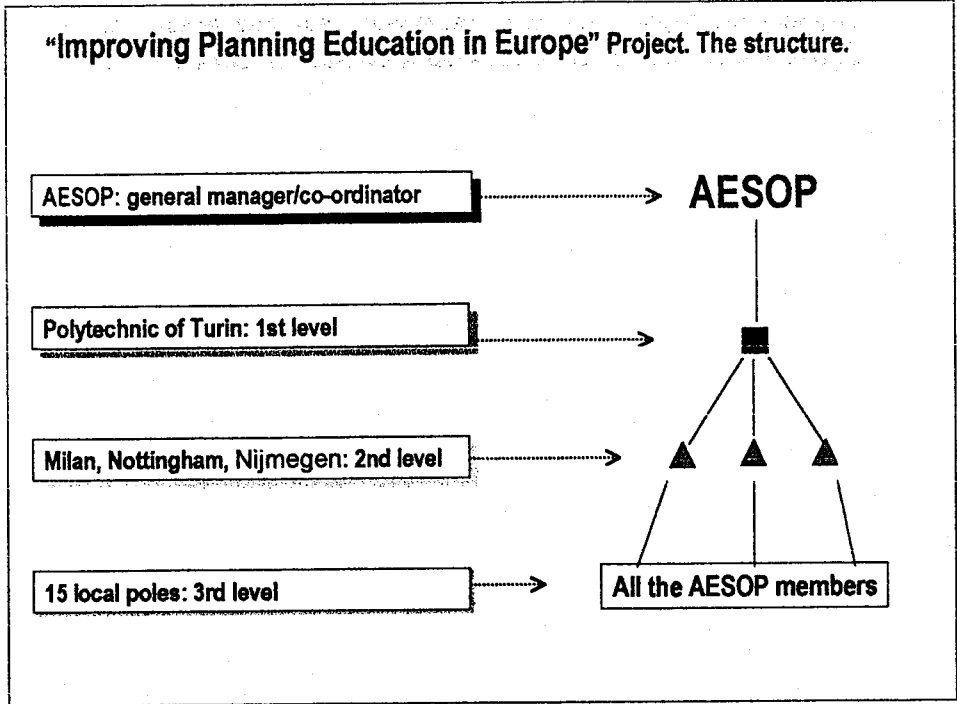 “Improving Planning Education in Europe” Project. The structure.
AESOP: general manager/co-ordinator
AESOP
Polytechnic of Turin: 1st level
Milan, Nottingham, Nijmegen: 2nd level
15 local poles: 3rd level
All the AESOP members